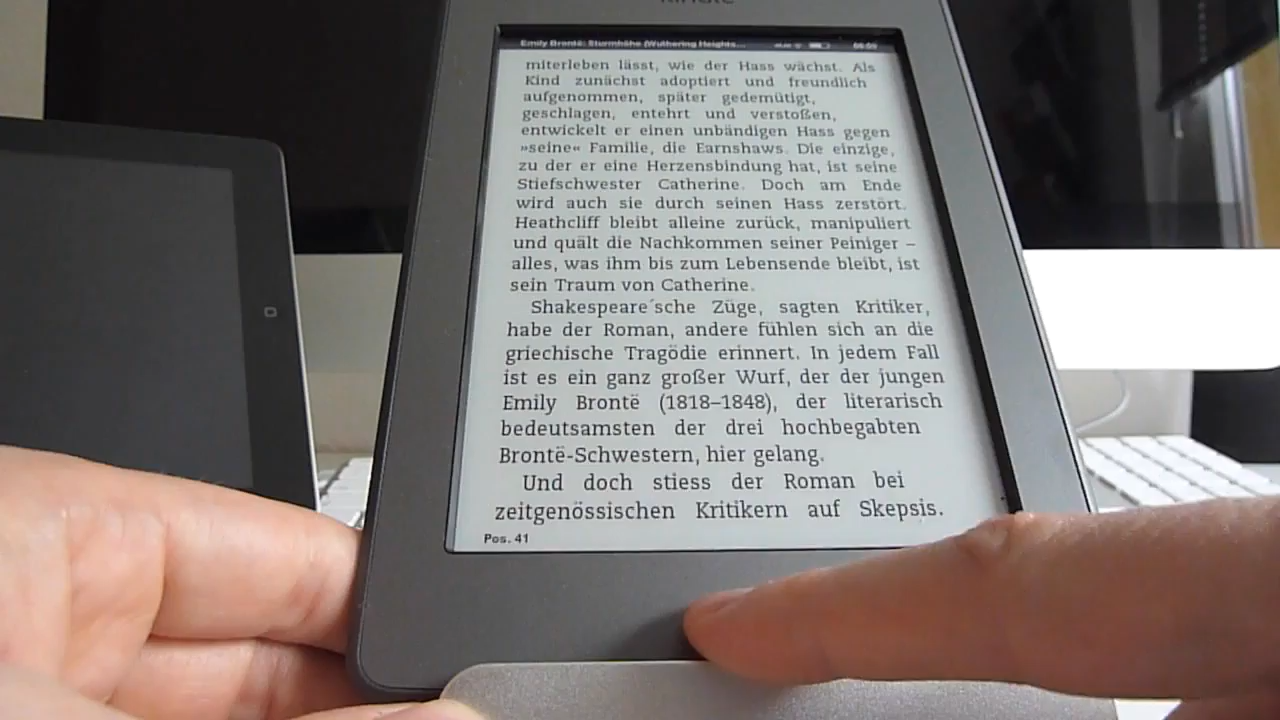 kindle
Emily Brontë: Sturmhöhe (Wuthering Heights...
miterleben lässt, wie der Hass wächst. Als
Kind zunächst adoptiert und freundlich
aufgenommen, später gedemütigt,
geschlagen, entehrt und verstoßen,
entwickelt er einen unbändigen Hass gegen
»seine« Familie, die Earnshaws. Die einzige,
zu der er eine Herzensbindung hat, ist seine
Stiefschwester Catherine. Doch am Ende
wird auch sie durch seinen Hass zerstört.
Heathcliff bleibt alleine zurück, manipuliert
und quält die Nachkommen seiner Peiniger –
alles, was ihm bis zum Lebensende bleibt, ist
sein Traum von Catherine.
Shakespeare´sche Züge, sagten Kritiker,
habe der Roman, andere fühlen sich an die
griechische Tragödie erinnert. In jedem Fall
ist es ein ganz großer Wurf, der der jungen
Emily Brontë (1818–1848), der literarisch
bedeutsamsten der drei hochbegabten
Brontë-Schwestern, hier gelang.
Und doch stiess der Roman bei
zeitgenössischen Kritikern auf Skepsis.
Pos. 41